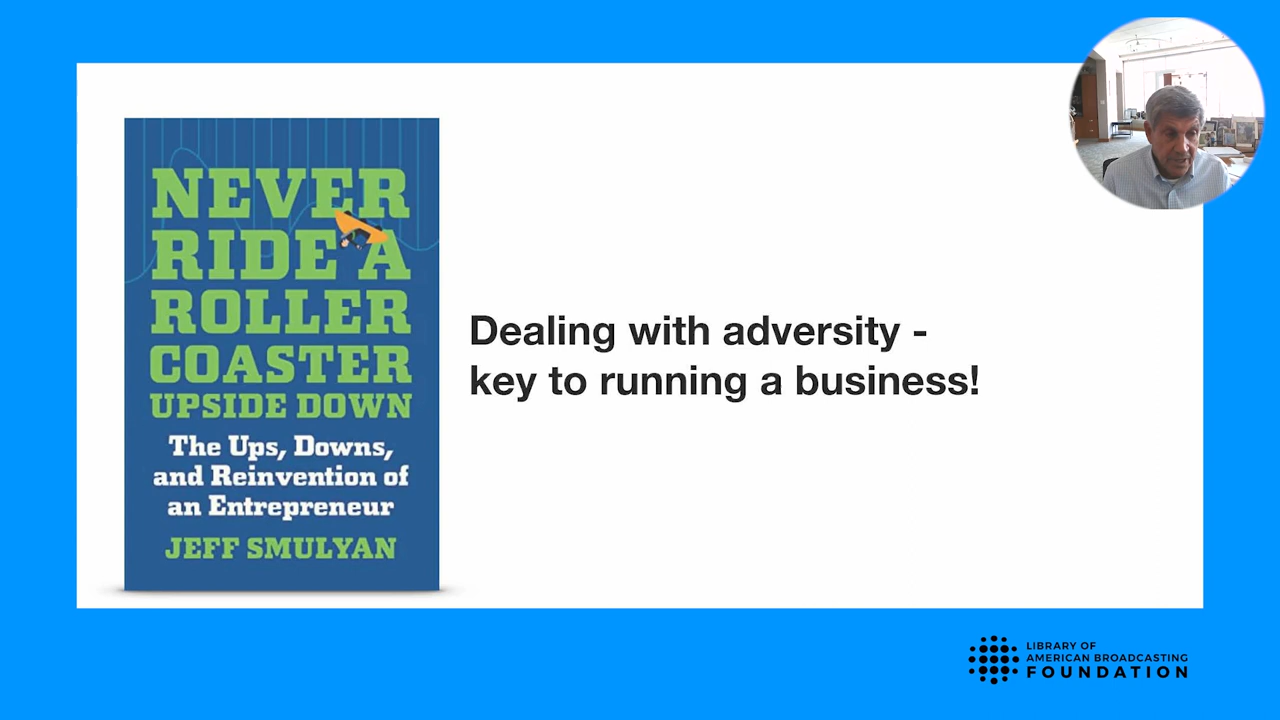 NEVER
RIDE A
ROLLER
COASTER
UPSIDE DOWN
The Ups, Downs,
and Reinvention of
an Entrepreneur
JEFF SMULYAN
Dealing with adversity -
key to running a business!
LIBRARY OF
AMERICAN BROADCASTING
FOUNDATION